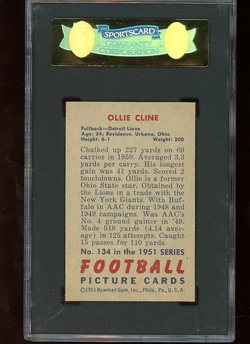 SPORTSCARD
GUARANTY
CORPORATION
OLLIE CLINE
Fullback—Detroit Lions
Age: 24; Residence, Urbana, Ohio
Height: 6-1 Weight: 200
Chalked up 227 yards on 69
carries in 1950. Averaged 3.3
yards per carry. His longest
gain was 41 yards. Scored 2
touchdowns. Ollie is a former
Ohio State star. Obtained by
the Lions in a trade with the
New York Giants. With Buf-
falo in AAC during 1948 and
1949 campaigns. Was AAC's
No. 4 ground gainer in '49.
Made 518 yards (4.14 aver-
age) in 125 attempts. Caught
15 passes for 110 yards.
No. 134 in the 1951 SERIES
FOOTBALL
PICTURE CARDS
©1951 Bowman Gum, Inc., Phila., Pa., U. S. A.